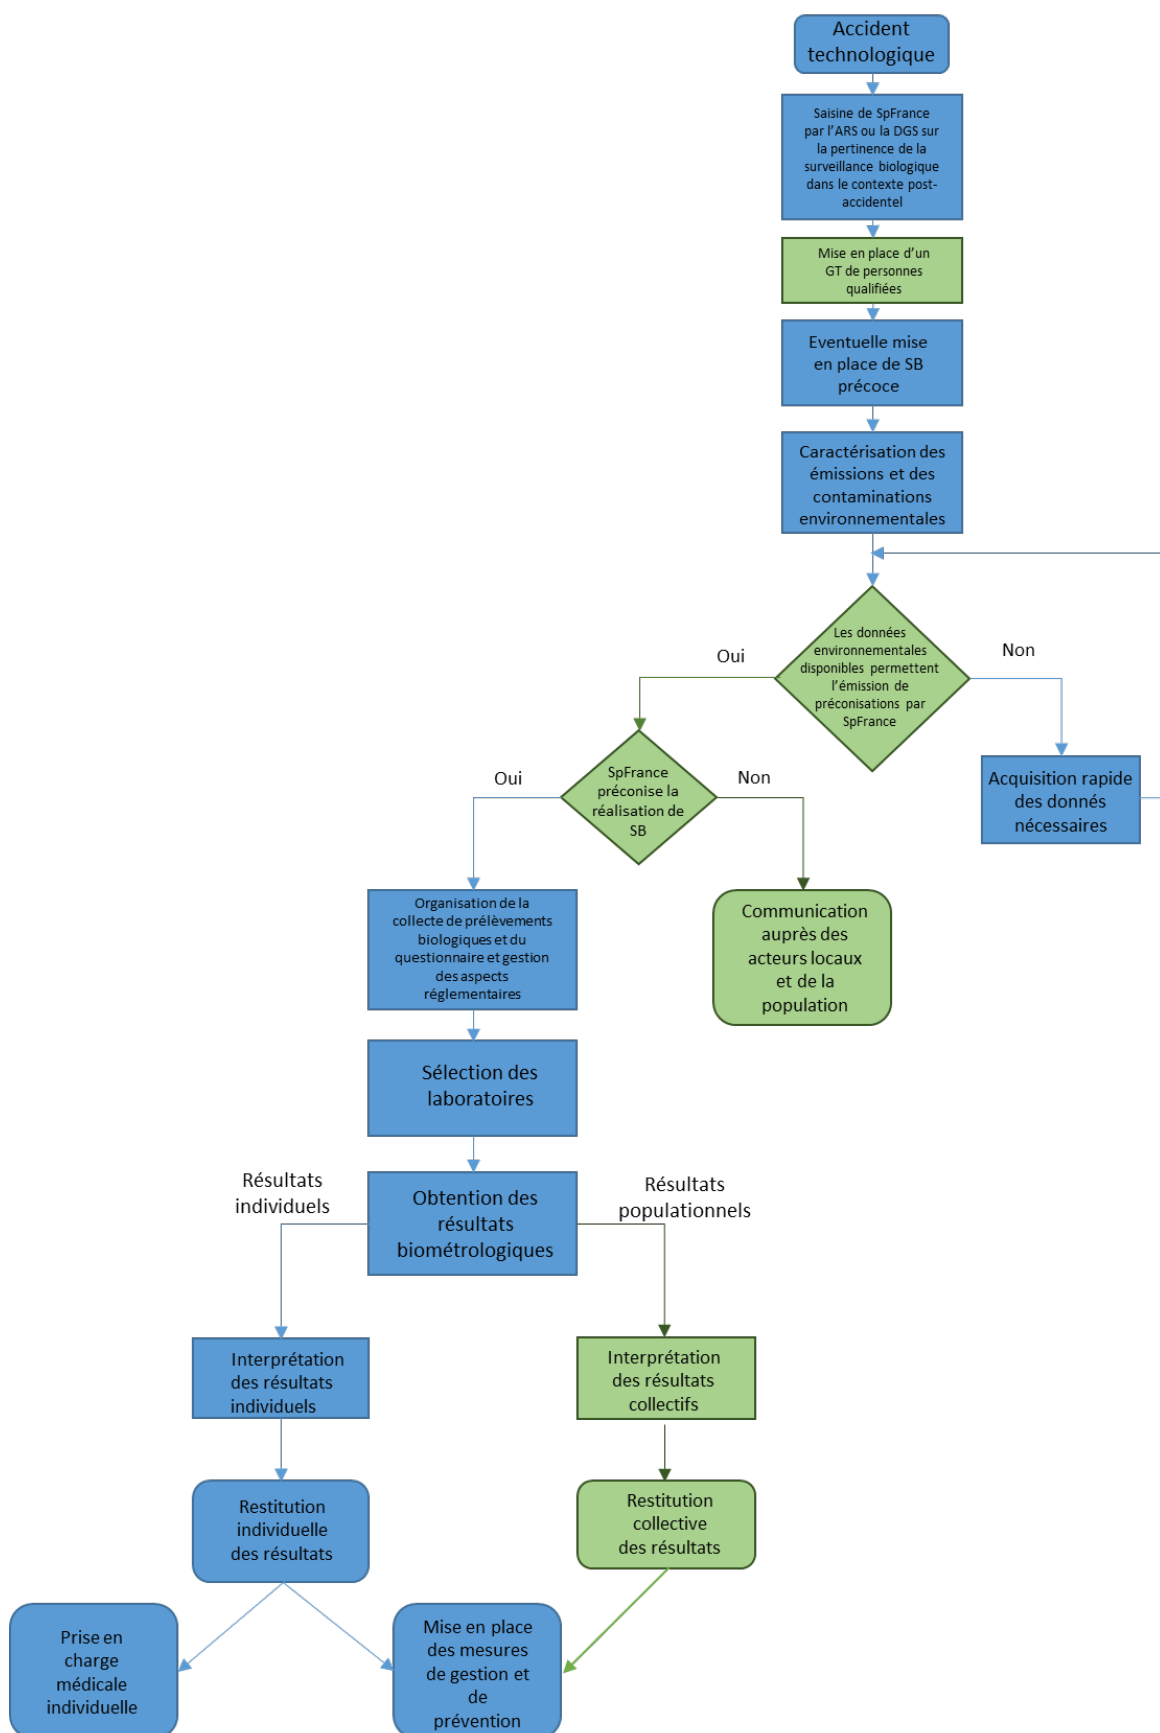 Accident
technologique
Saisine de SpFrance
par l'ARS ou la DGS sur
la pertinence de la
surveillance biologique
dans le contexte post-
accidentel
Mise en place d'un
GT de personnes
qualifiées
Eventuelle mise
en place de SB
précoce
Caractérisation des
émissions et des
contaminations
environnementales
Les données
environnementales
disponibles permettent
l'émission de
préconisations par
SpFrance
Oui
Non
SpFrance
préconise la
réalisation de
SB
Oui
Non
Acquisition rapide
des donnés
nécessaires
Organisation de la
collecte de prélèvements
biologiques et du
questionnaire et gestion
des aspects
réglementaires
Communication
auprès des
acteurs locaux
et de la
population
Sélection des
laboratoires
Résultats
individuels
Obtention des
résultats
biométrologiques
Résultats
populationnels
Interprétation
des résultats
individuels
Interprétation
des résultats
collectifs
Restitution
individuelle
des résultats
Restitution
collective
des résultats
Prise en
charge
médicale
individuelle
Mise en place
des mesures
de gestion et
de
prévention